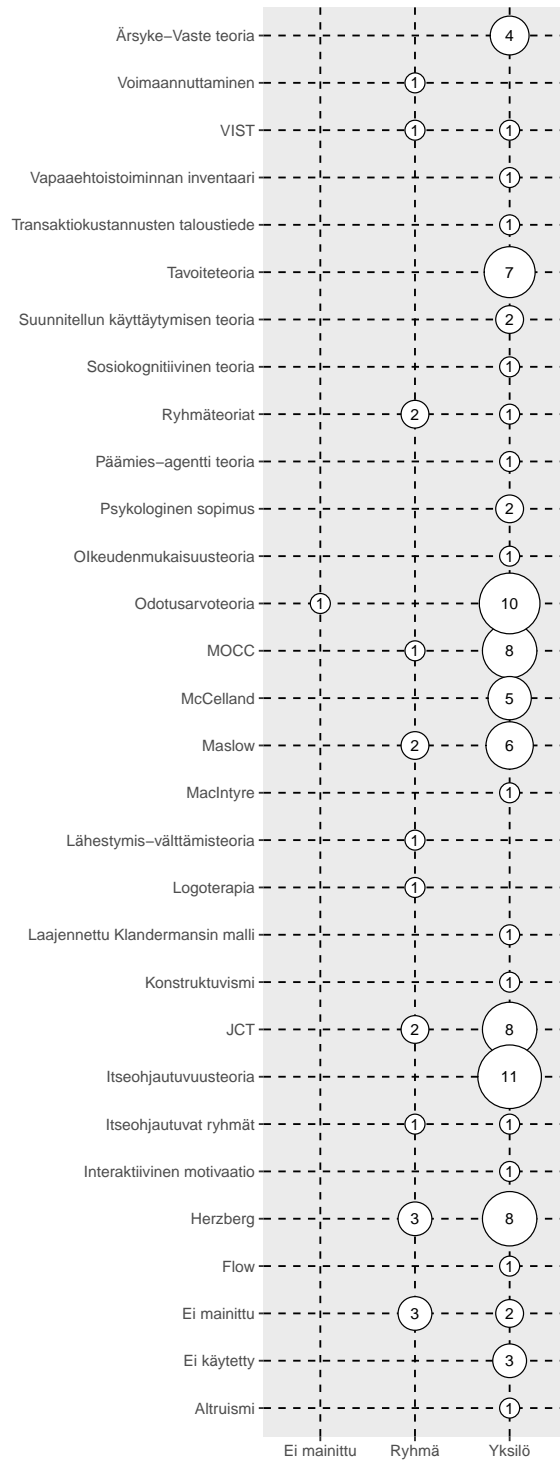 Ärsyke−Vaste teoria 4
Voimaannuttaminen 1
VIST 1 1
Vapaaehtoistoiminnan inventaari 1
Transaktiokustannusten taloustiede 1
Tavoiteteoria 7
Suunnitellun käyttäytymisen teoria 2
Sosiokognitiivinen teoria 1
Ryhmäteoriat 2 1
Päämies−agentti teoria 1
Psykologinen sopimus 2
OIkeudenmukaisuusteoria 1
Odotusarvoteoria 1 10
MOCC 1 8
McCelland 5
Maslow 2 6
MacIntyre 1
Lähestymis−välttämisteoria 1
Logoterapia 1
Laajennettu Klandermansin malli 1
Konstruktuvismi 1
JCT 2 8
Itseohjautuvuusteoria 11
Itseohjautuvat ryhmät 1 1
Interaktiivinen motivaatio 1
Herzberg 3 8
Flow 1
Ei mainittu 3 2
Ei käytetty 3
Altruismi 1
Ei mainittu Ryhmä Yksilö